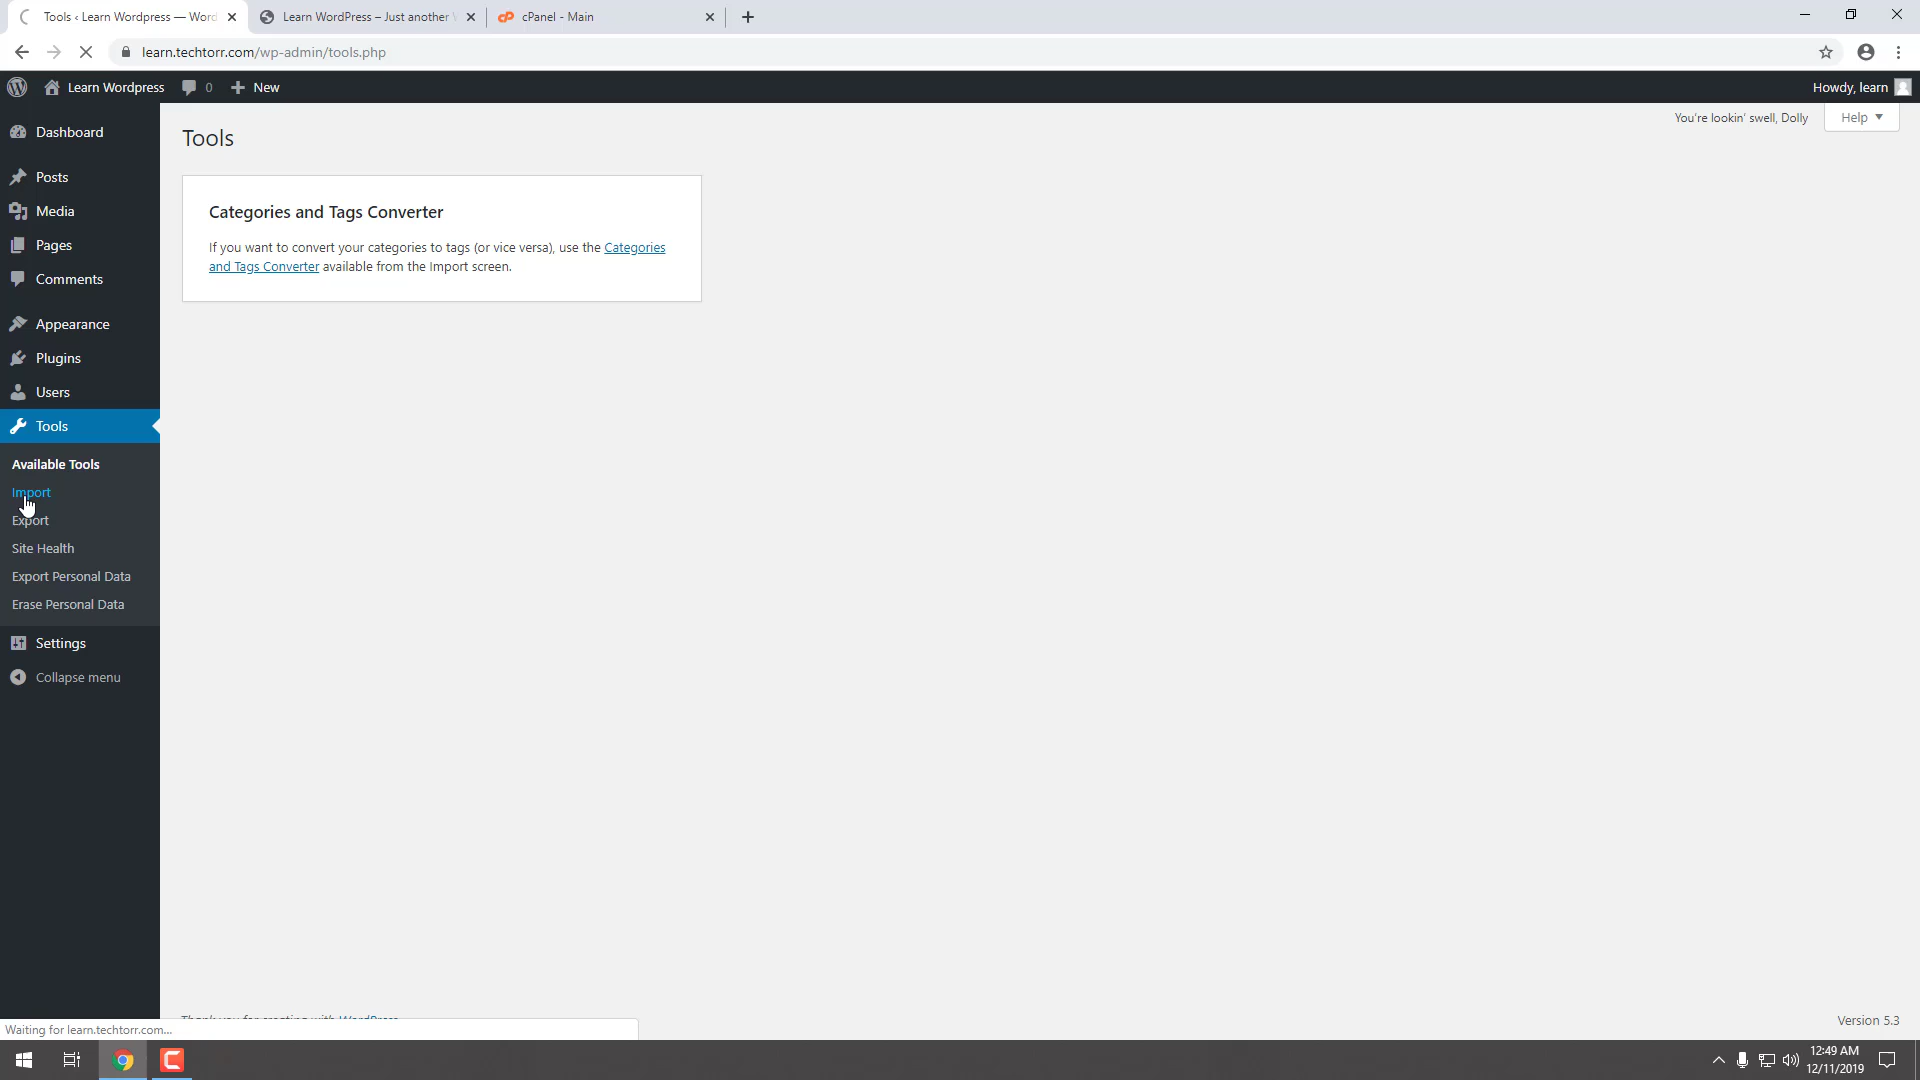 Tools ‹ Learn Wordpress — Word
Learn WordPress – Just another
cPanel - Main
learn.techtorr.com/wp-admin/tools.php
Learn Wordpress
0
New
Howdy, learn
Dashboard
Posts
Media
Pages
Comments
Appearance
Plugins
Users
Tools
Available Tools
Import
Export
Site Health
Export Personal Data
Erase Personal Data
Settings
Collapse menu
You're lookin' swell, Dolly
Help
Tools
Categories and Tags Converter
If you want to convert your categories to tags (or vice versa), use the Categories
and Tags Converter available from the Import screen.
Thank you for creating with WordPress.
Version 5.3
Waiting for learn.techtorr.com...
12:49 AM
12/11/2019